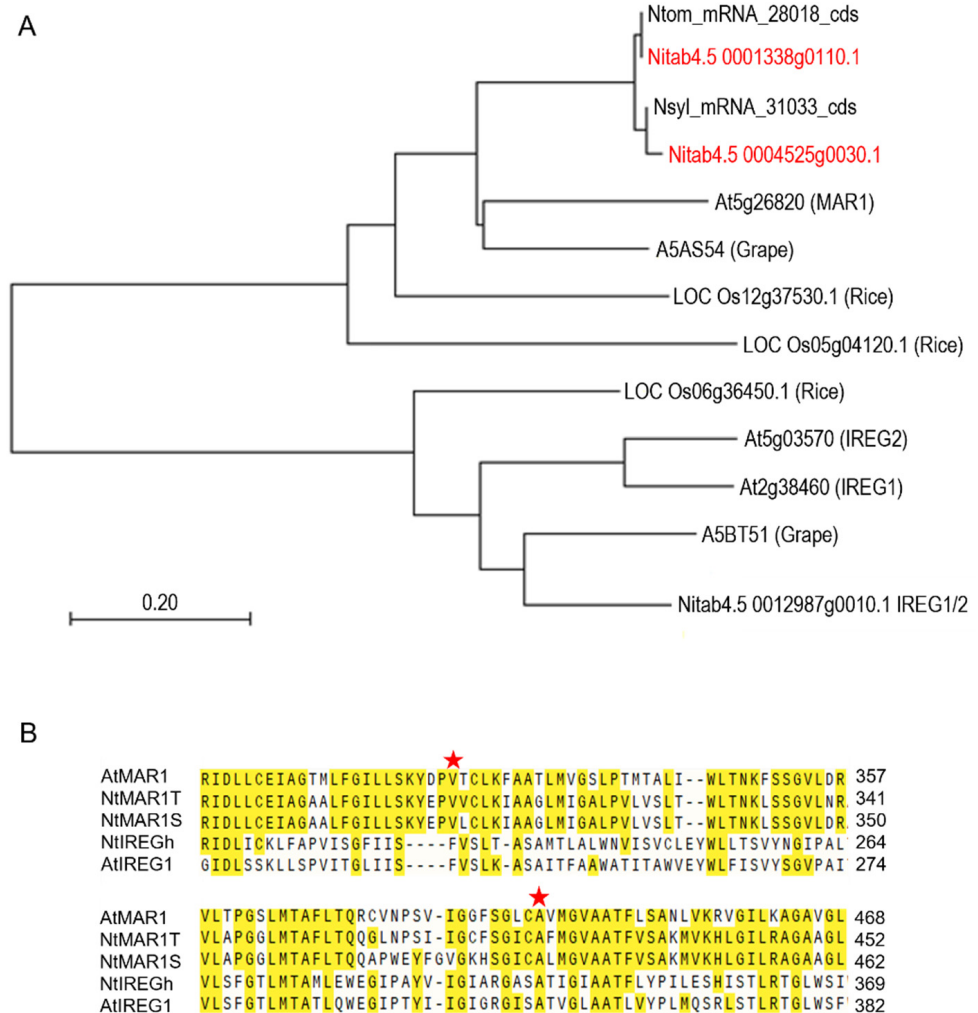 A
Ntom_mRNA_28018_cds
Nitab4.5 0001338g0110.1
Nsyl_mRNA_31033_cds
Nitab4.5 0004525g0030.1
At5g26820 (MAR1)
A5AS54 (Grape)
LOC Os12g37530.1 (Rice)
LOC Os05g04120.1 (Rice)
LOC Os06g36450.1 (Rice)
At5g03570 (IREG2)
At2g38460 (IREG1)
A5BT51 (Grape)
Nitab4.5 0012987g0010.1 IREG1/2
0.20
B
AtMAR1 RIDLLCEIAGTMLFGILLSKYDPVTCLKFAATLMVGSLPTMTALI--WLTNKFSSGVLDR 357
NtMAR1T RIDLLCEIAGAALFGILLSKYEPVVCLKIAAGLMIGALPVLVSLT--WLTNKLSSGVLNR 341
NtMAR1S RIDLLCEIAGAALFGILLSKYEPVLCLKIAAGLMIGALPVLVSLT--WLTNKLSSGVLDR 350
NtIREGh RIDLICKLFAPVISGFIIS----FVSLT-ASAMTLALWNVISVCLEYWLLTSVYNGIPAL 264
AtIREG1 GIDLSSKLLSPVITGLIIS----FVSLK-ASAITFAAWATITAWVEYWLFISVYSGVPAI 274
AtMAR1 VLTPGSLMTAFLTQRCVNPSV-IGGFSGLCAVMGVAATFLSANLVKRVGILKAGAVGL 468
NtMAR1T VLAPGGLMTAFLTQQGLNPSI-IGCFSGICAFMGVAATFVSAKMVKHLGILRAGAAGL 452
NtMAR1S VLAPGGLMTAFLTQQAPWEYFGVGKHSGICALMGVAATFVSAKMVKHLGILRAGAAGL 462
NtIREGh VLSFGTLMTAMLEWEGIPAYV-IGIARGASATIGIAATFLYPILESHISTLRTGLWSI 369
AtIREG1 VLSFGTLMTATLQWEGIPTYI-IGIGRGISATVGLAATLVYPLMQSRLSTLRTGLWSF 382